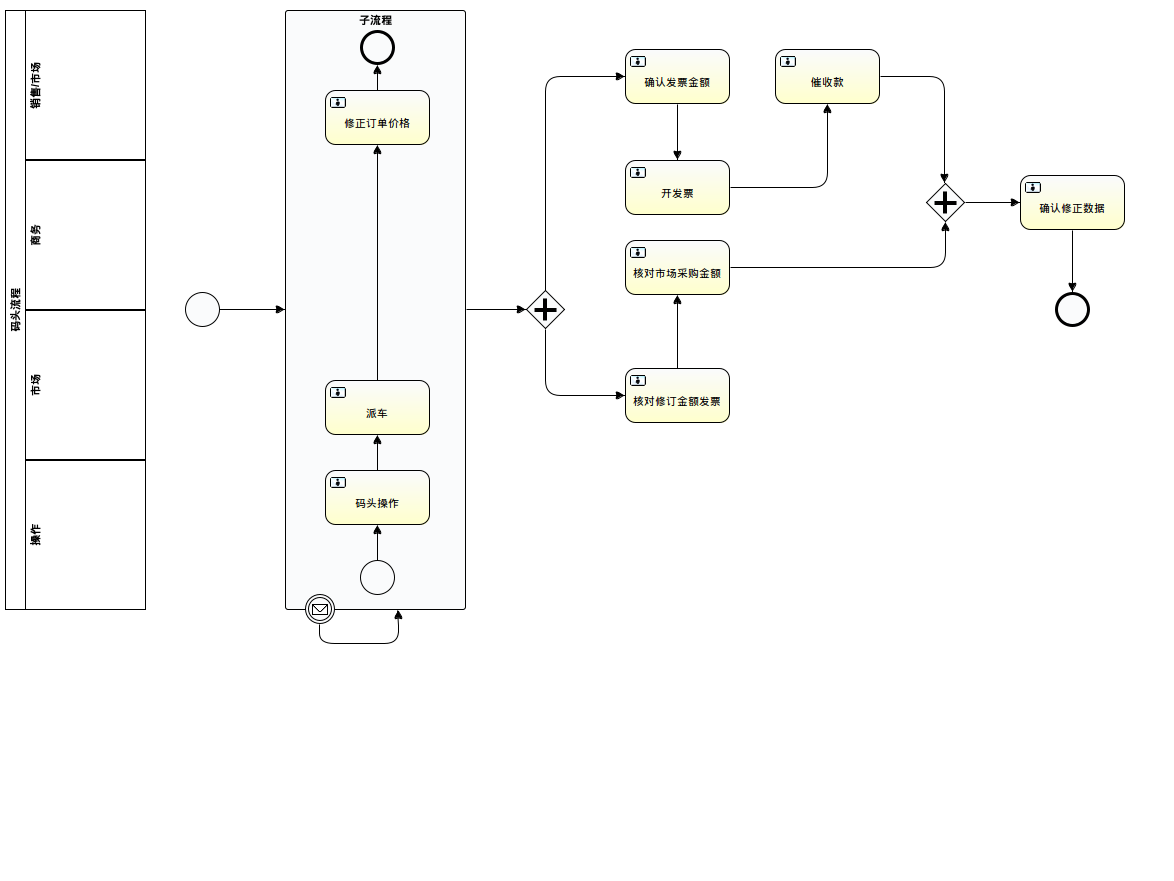 码头流程
销售/市场
商务
市场
操作
子流程
修正订单价格
派车
码头操作
确认发票金额
催收款
开发票
核对市场采购金额
核对修订金额发票
确认修正数据